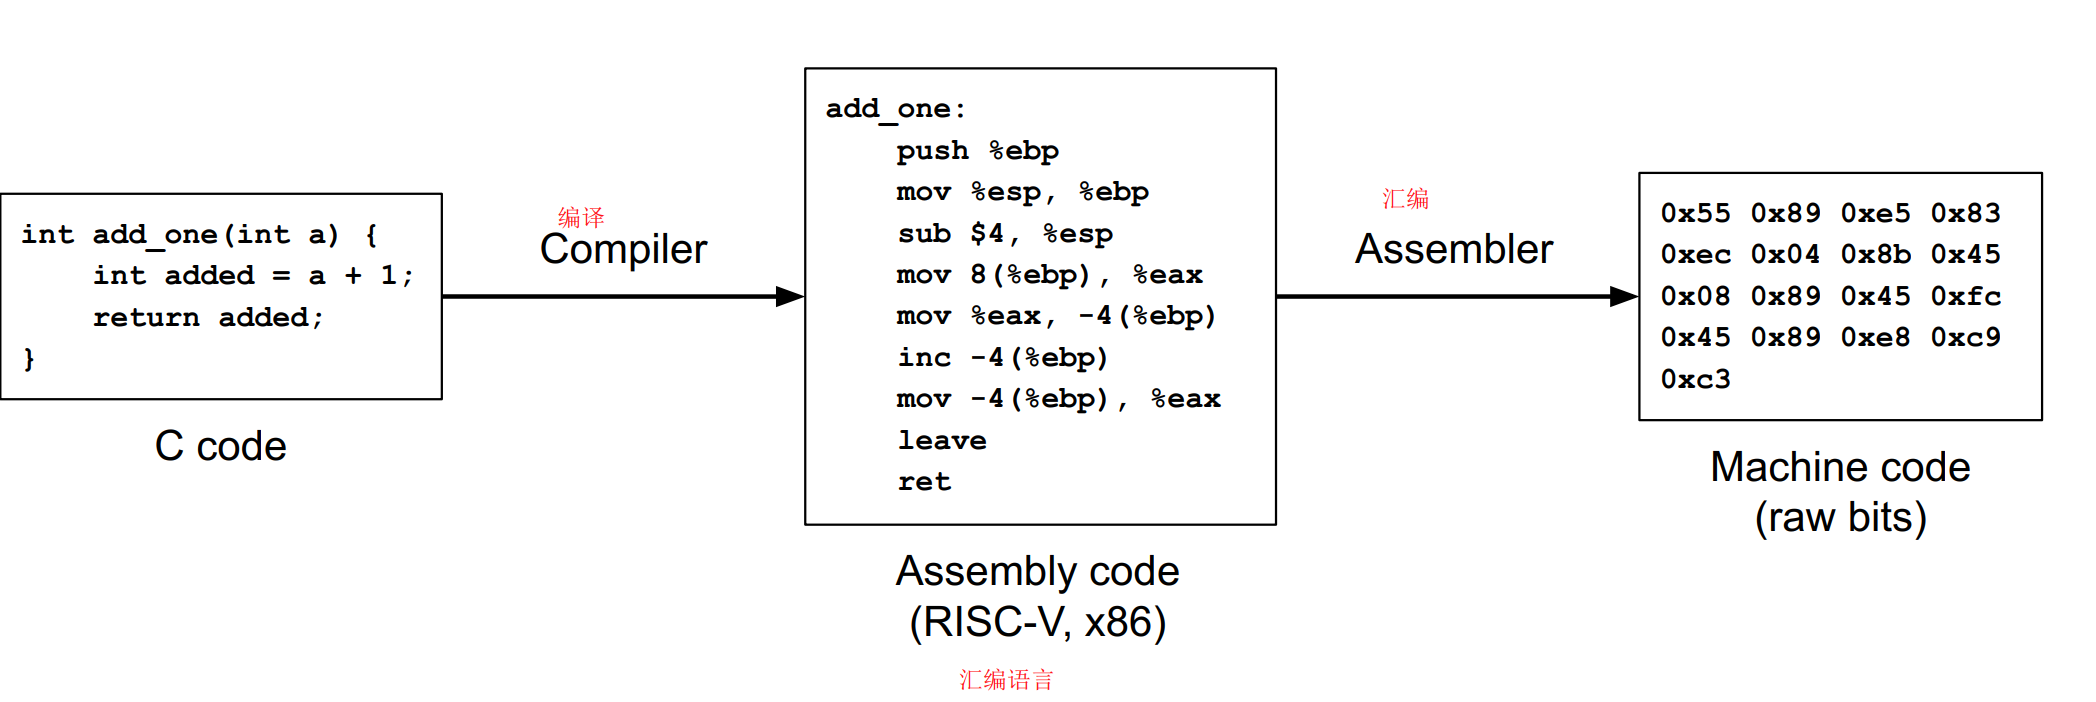 int add_one(int a) {
    int added = a + 1;
    return added;
}
C code
编译
Compiler
add_one:
    push %ebp
    mov %esp, %ebp
    sub $4, %esp
    mov 8(%ebp), %eax
    mov %eax, -4(%ebp)
    inc -4(%ebp)
    mov -4(%ebp), %eax
    leave
    ret
Assembly code
(RISC-V, x86)
汇编语言
汇编
Assembler
0x55 0x89 0xe5 0x83
0xec 0x04 0x8b 0x45
0x08 0x89 0x45 0xfc
0x45 0x89 0xe8 0xc9
0xc3
Machine code
(raw bits)